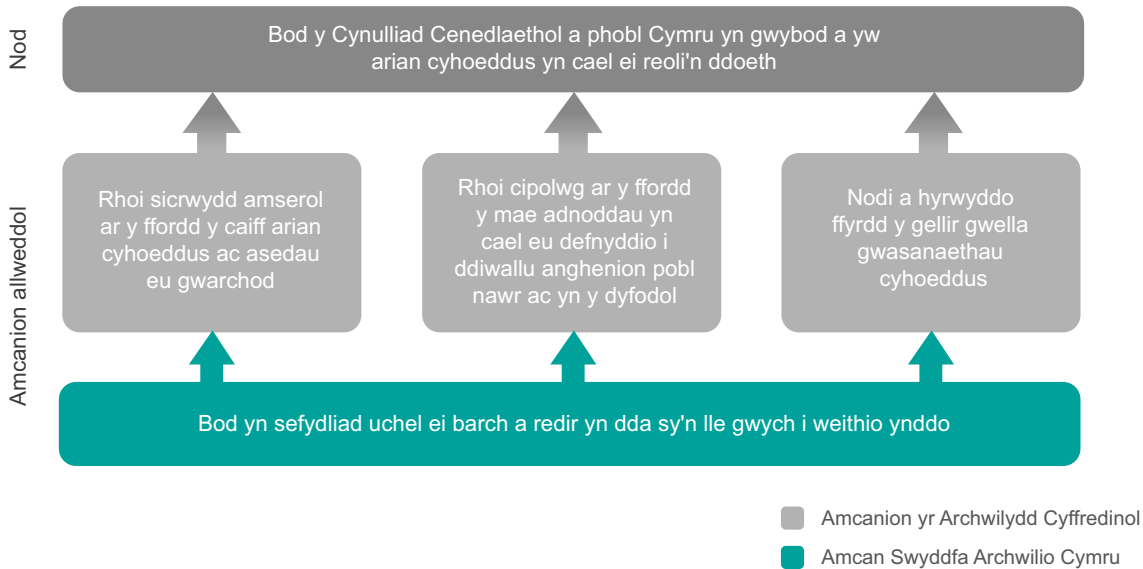 Nod
Bod y Cynulliad Cenedlaethol a phobl Cymru yn gwybod a yw
arian cyhoeddus yn cael ei reoli'n ddoeth
Amcanion allweddol
Rhoi sicrwydd amserol
ar y ffordd y caiff arian
cyhoeddus ac asedau
eu gwarchod
Rhoi cipolwg ar y ffordd
y mae adnoddau yn
cael eu defnyddio i
ddiwallu anghenion pobl
nawr ac yn y dyfodol
Nodi a hyrwyddo
ffyrdd y gellir gwella
gwasanaethau
cyhoeddus
Bod yn sefydliad uchel ei barch a redir yn dda sy'n lle gwych i weithio ynddo
Amcanion yr Archwilydd Cyffredinol
Amcan Swyddfa Archwilio Cymru